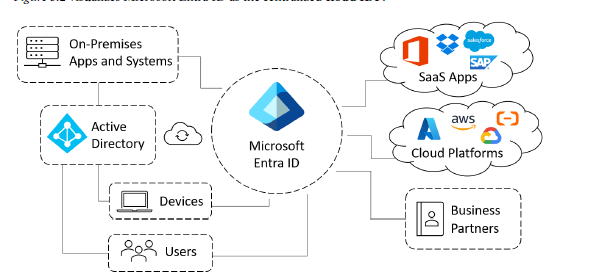 On-Premises
Apps and Systems
Active
Directory
Devices
Users
Microsoft
Entra ID
salesforce
SAP
SaaS Apps
aws
Cloud Platforms
Business
Partners